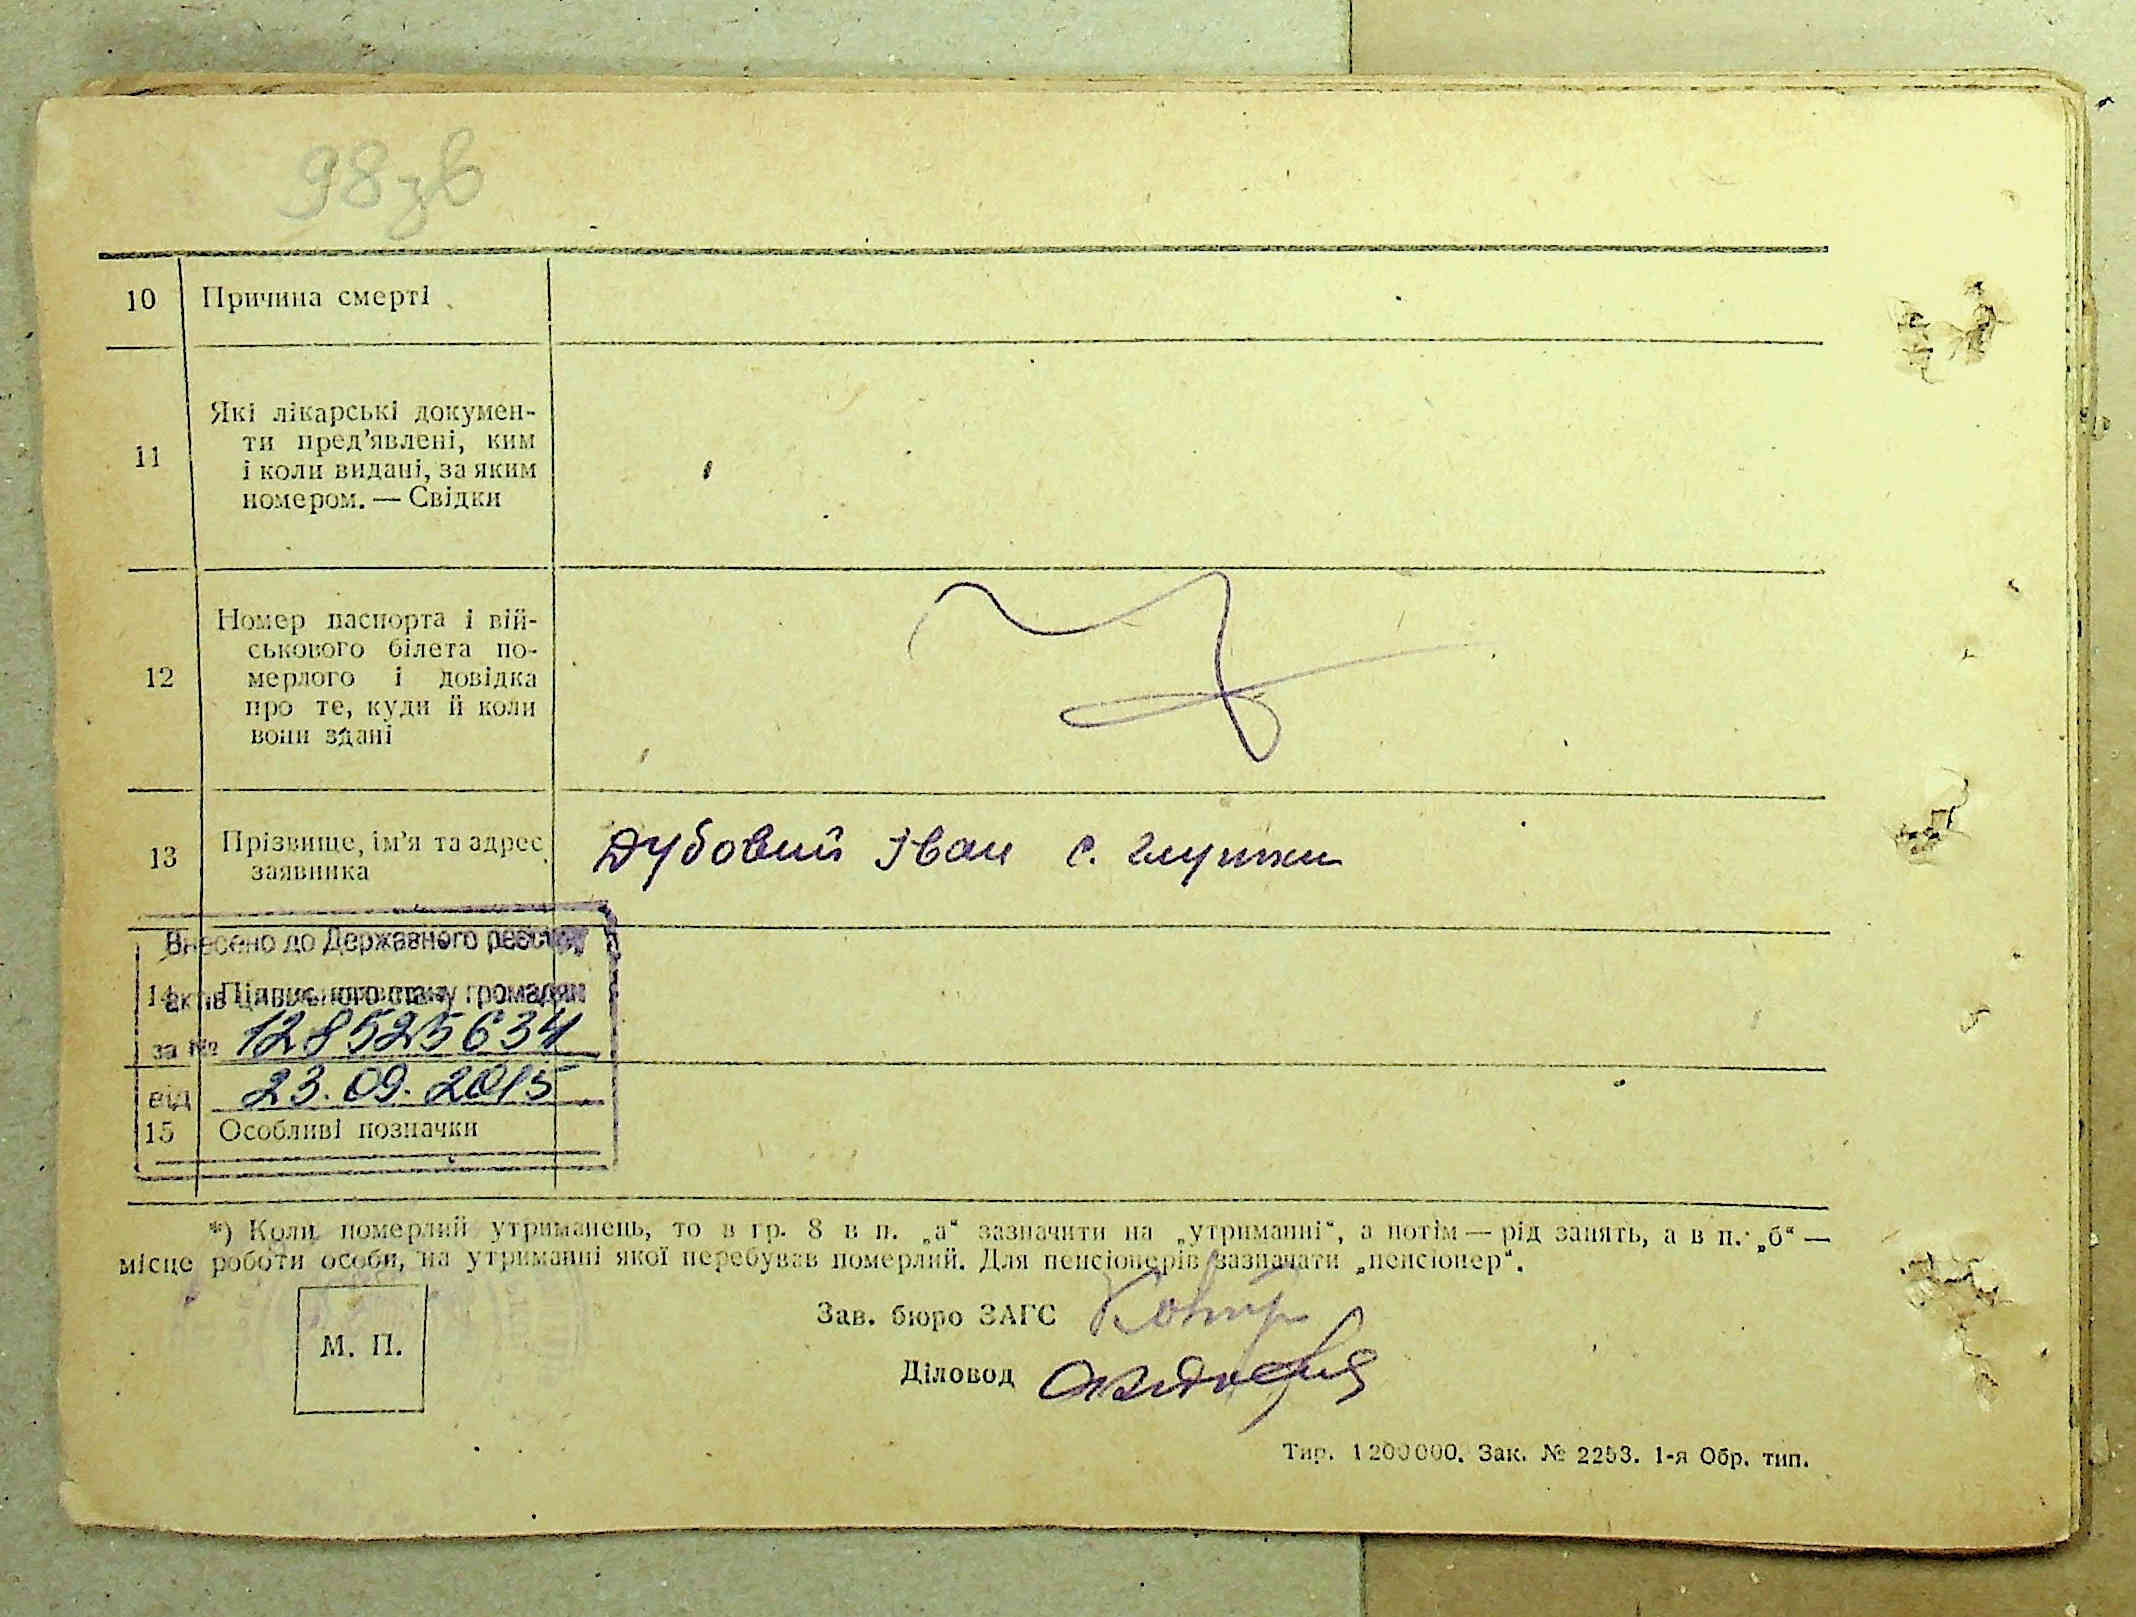 98 зв
10 Причина смерті
11 Які лікарські докумен-
ти пред’явлені, ким
і коли видані, за яким
номером. — Свідки
12 Номер паспорта і вій-
ськового білета по-
мерлого і довідка
про те, куди й коли
вони здані
13 Прізвище, ім’я та адрес
заявника
Дубовий Іван с. Глушки
Внесено до Державного реєстру
14 Підпис заявника
актів цивільного стану громадян
за № 128525634
від 23.09.2015
15 Особливі позначки
*) Коли померлий утриманець, то в гр. 8 в п. „а“ зазначити на „утриманні“, а потім — рід занять, а в п. „б“ —
місце роботи особи, на утриманні якої перебував померлий. Для пенсіонерів зазначати „пенсіонер“.
М. П.
Зав. бюро ЗАГС
Діловод
Тир. 1200000. Зак. № 2253. 1-я Обр. тип.